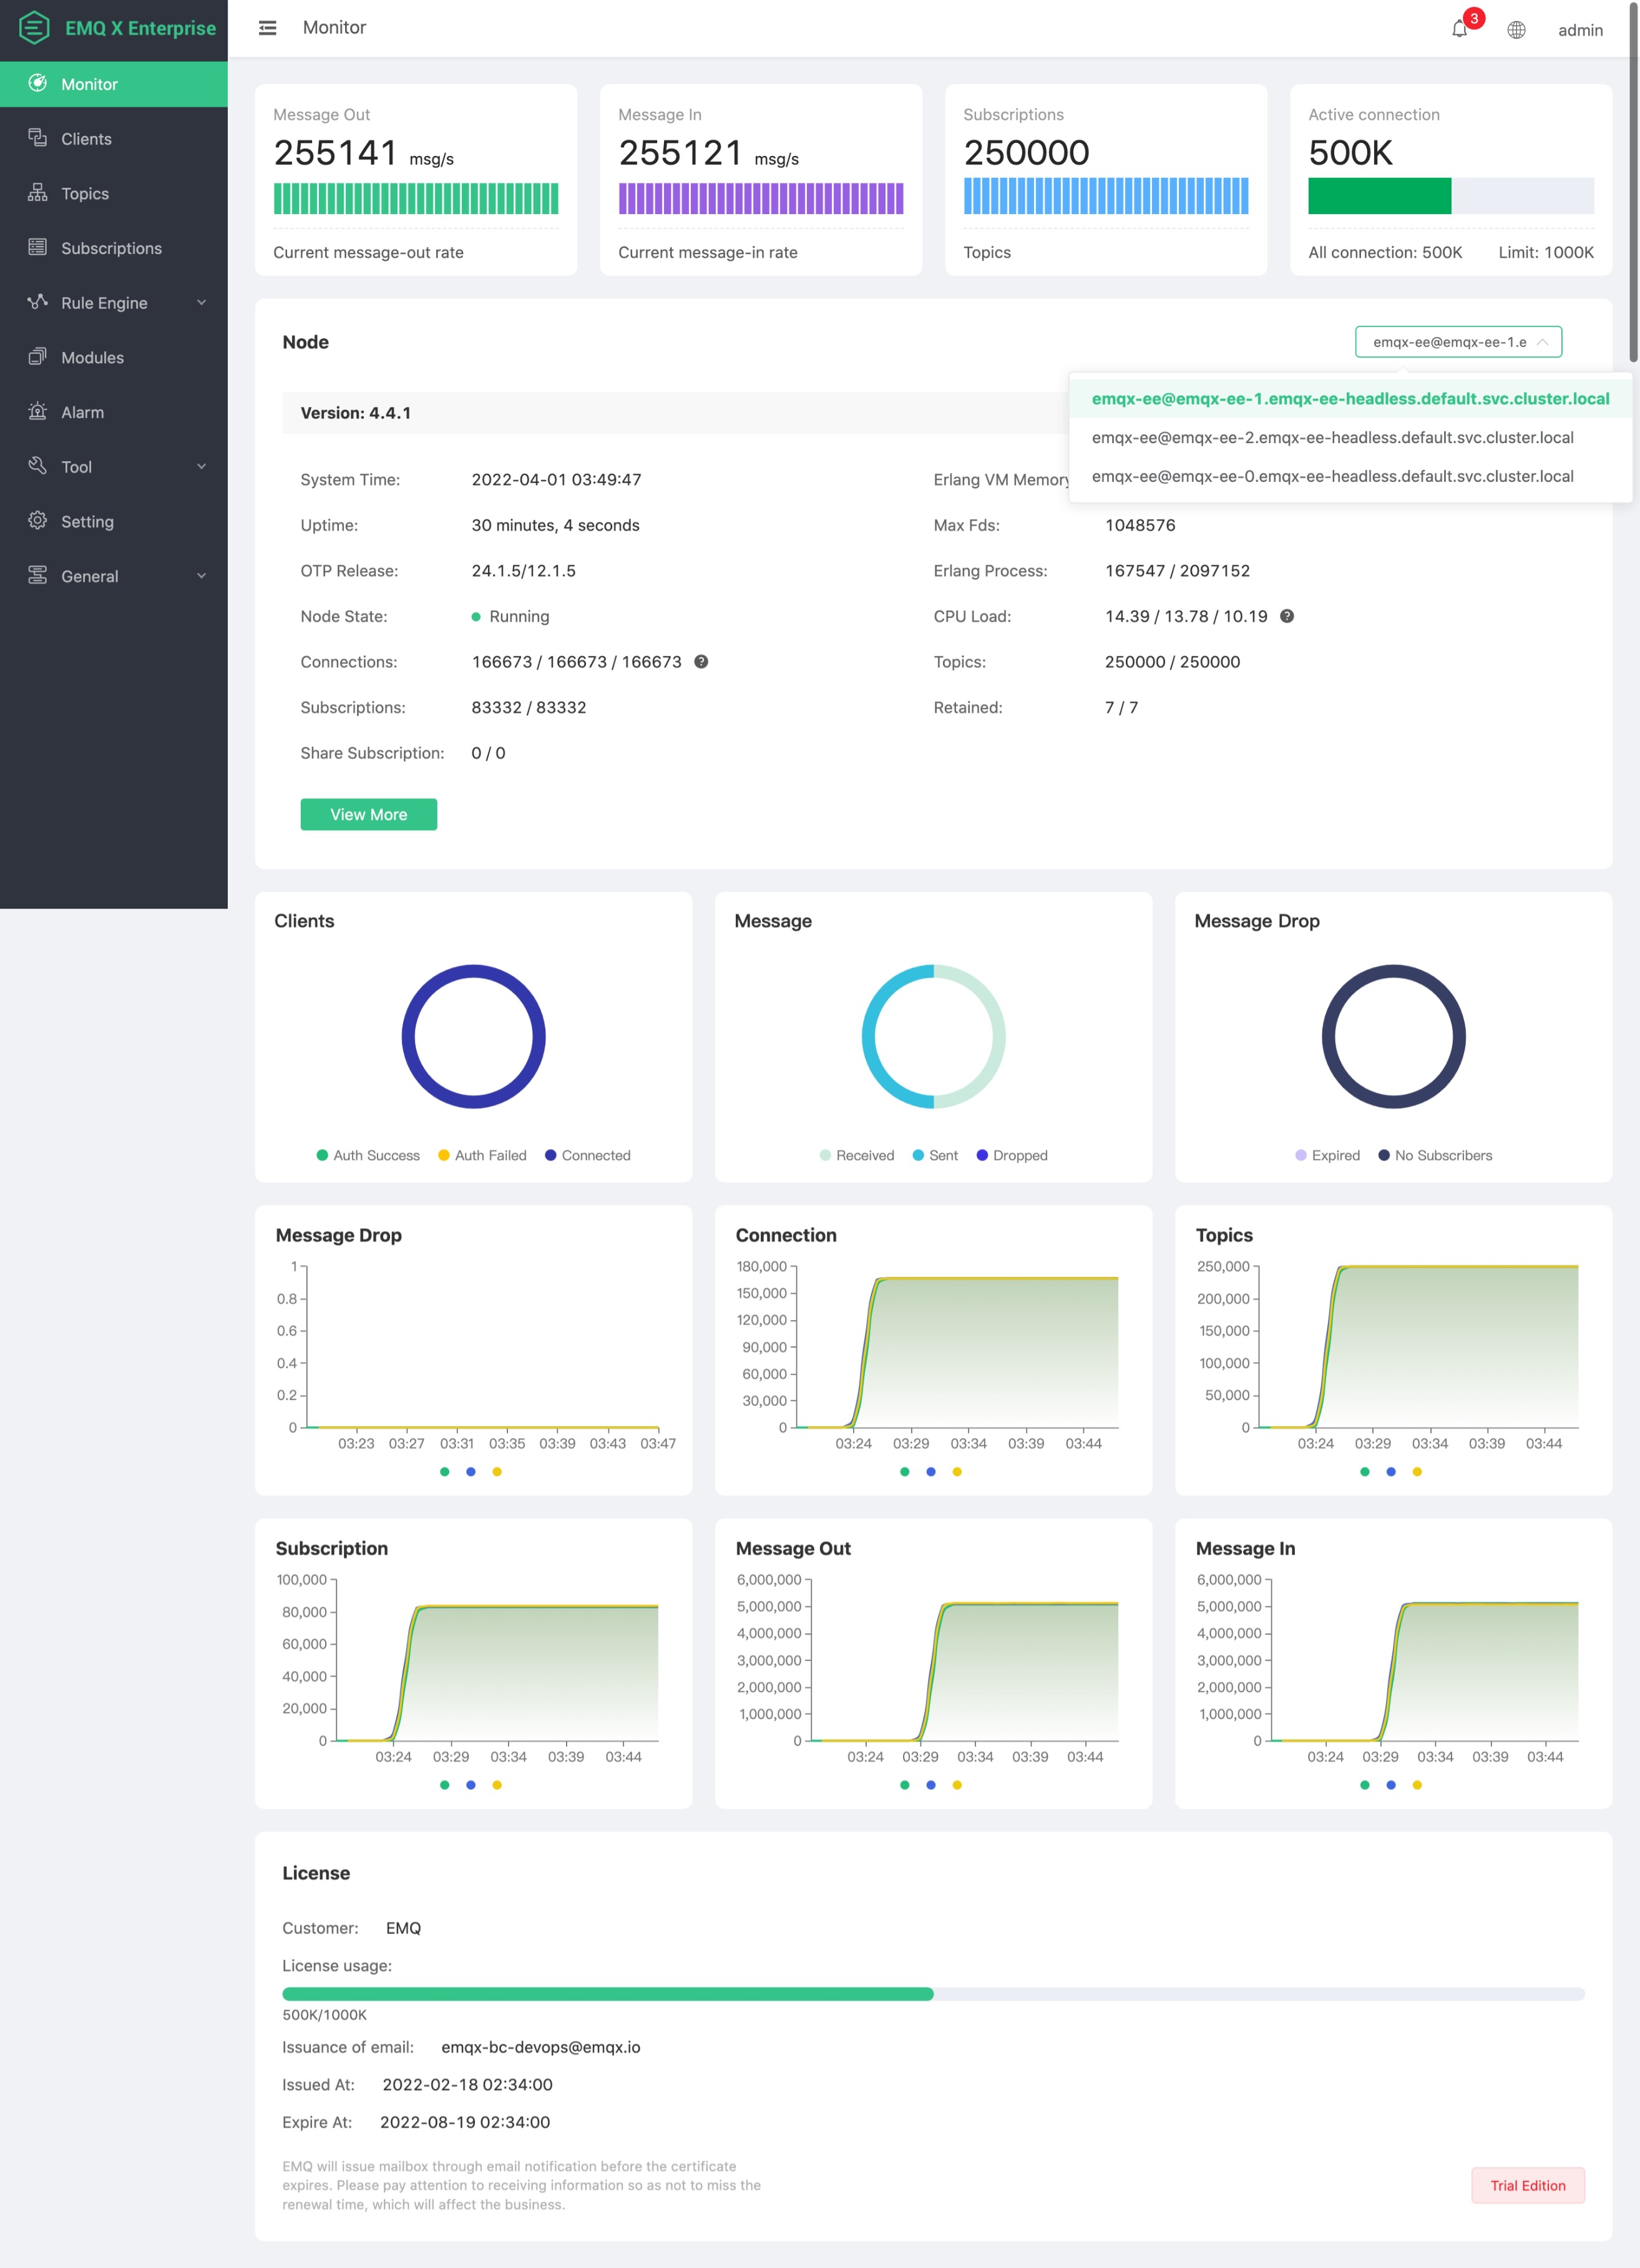 EMQ X Enterprise
Monitor
3
admin
Monitor
Clients
Topics
Subscriptions
Rule Engine
Modules
Alarm
Tool
Setting
General
Message Out
255141 msg/s
Current message-out rate
Message In
255121 msg/s
Current message-in rate
Subscriptions
250000
Topics
Active connection
500K
All connection: 500K Limit: 1000K
Node
emqx-ee@emqx-ee-1.e
emqx-ee@emqx-ee-1.emqx-ee-headless.default.svc.cluster.local
emqx-ee@emqx-ee-2.emqx-ee-headless.default.svc.cluster.local
emqx-ee@emqx-ee-0.emqx-ee-headless.default.svc.cluster.local
Version: 4.4.1
System Time: 2022-04-01 03:49:47
Erlang VM Memory
Uptime: 30 minutes, 4 seconds
Max Fds: 1048576
OTP Release: 24.1.5/12.1.5
Erlang Process: 167547 / 2097152
Node State: Running
CPU Load: 14.39 / 13.78 / 10.19 ?
Connections: 166673 / 166673 / 166673 ?
Topics: 250000 / 250000
Subscriptions: 83332 / 83332
Retained: 7 / 7
Share Subscription: 0 / 0
View More
Clients
Auth Success Auth Failed Connected
Message
Received Sent Dropped
Message Drop
Expired No Subscribers
Message Drop
1
0.8
0.6
0.4
0.2
0
03:23 03:27 03:31 03:35 03:39 03:43 03:47
Connection
180,000
150,000
120,000
90,000
60,000
30,000
0
03:24 03:29 03:34 03:39 03:44
Topics
250,000
200,000
150,000
100,000
50,000
0
03:24 03:29 03:34 03:39 03:44
Subscription
100,000
80,000
60,000
40,000
20,000
0
03:24 03:29 03:34 03:39 03:44
Message Out
6,000,000
5,000,000
4,000,000
3,000,000
2,000,000
1,000,000
0
03:24 03:29 03:34 03:39 03:44
Message In
6,000,000
5,000,000
4,000,000
3,000,000
2,000,000
1,000,000
0
03:24 03:29 03:34 03:39 03:44
License
Customer: EMQ
License usage:
500K/1000K
Issuance of email: emqx-bc-devops@emqx.io
Issued At: 2022-02-18 02:34:00
Expire At: 2022-08-19 02:34:00
EMQ will issue mailbox through email notification before the certificate
expires. Please pay attention to receiving information so as not to miss the
renewal time, which will affect the business.
Trial Edition